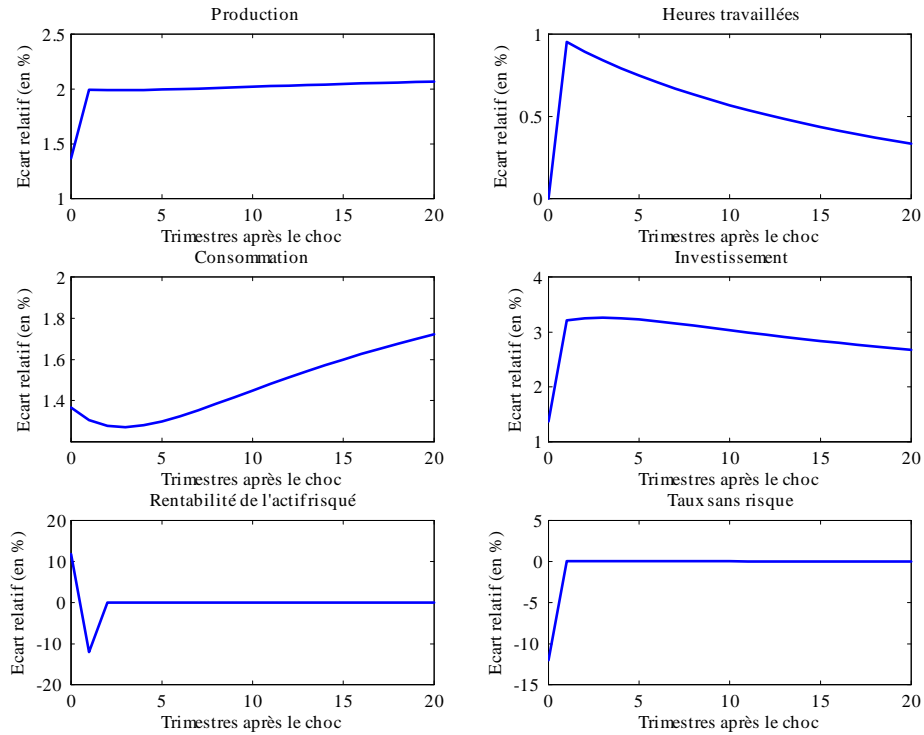 Production
Heures travaillées
2.5
2
1.5
1
Ecart relatif (en %)
0 5 10 15 20
Trimestres après le choc
1
0.5
0
Ecart relatif (en %)
0 5 10 15 20
Trimestres après le choc
Consommation
Investissement
2
1.8
1.6
1.4
Ecart relatif (en %)
0 5 10 15 20
Trimestres après le choc
4
3
2
1
Ecart relatif (en %)
0 5 10 15 20
Trimestres après le choc
Rentabilité de l'actif risqué
Taux sans risque
20
10
0
-10
-20
Ecart relatif (en %)
0 5 10 15 20
Trimestres après le choc
5
0
-5
-10
-15
Ecart relatif (en %)
0 5 10 15 20
Trimestres après le choc